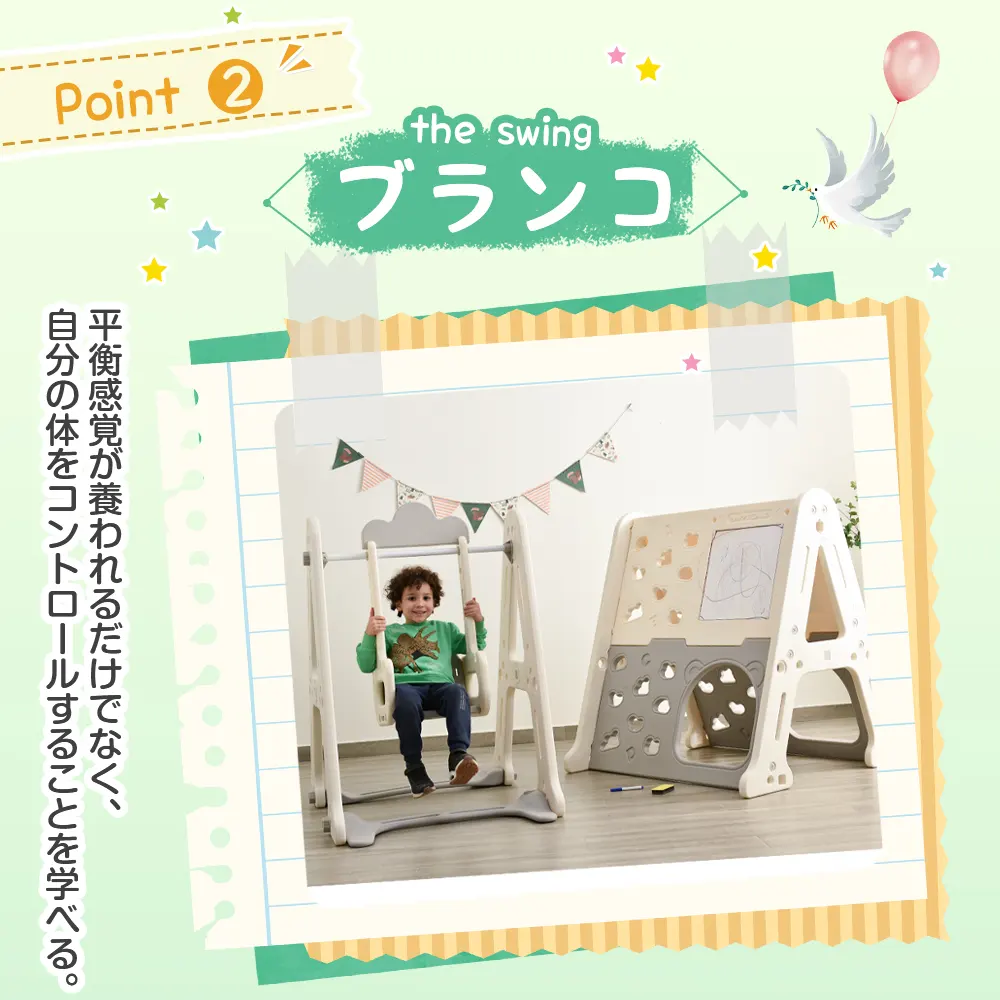 Point 2
the swing
ブランコ
平衡感覚が養われるだけでなく、
自分の体をコントロールすることを学べる。